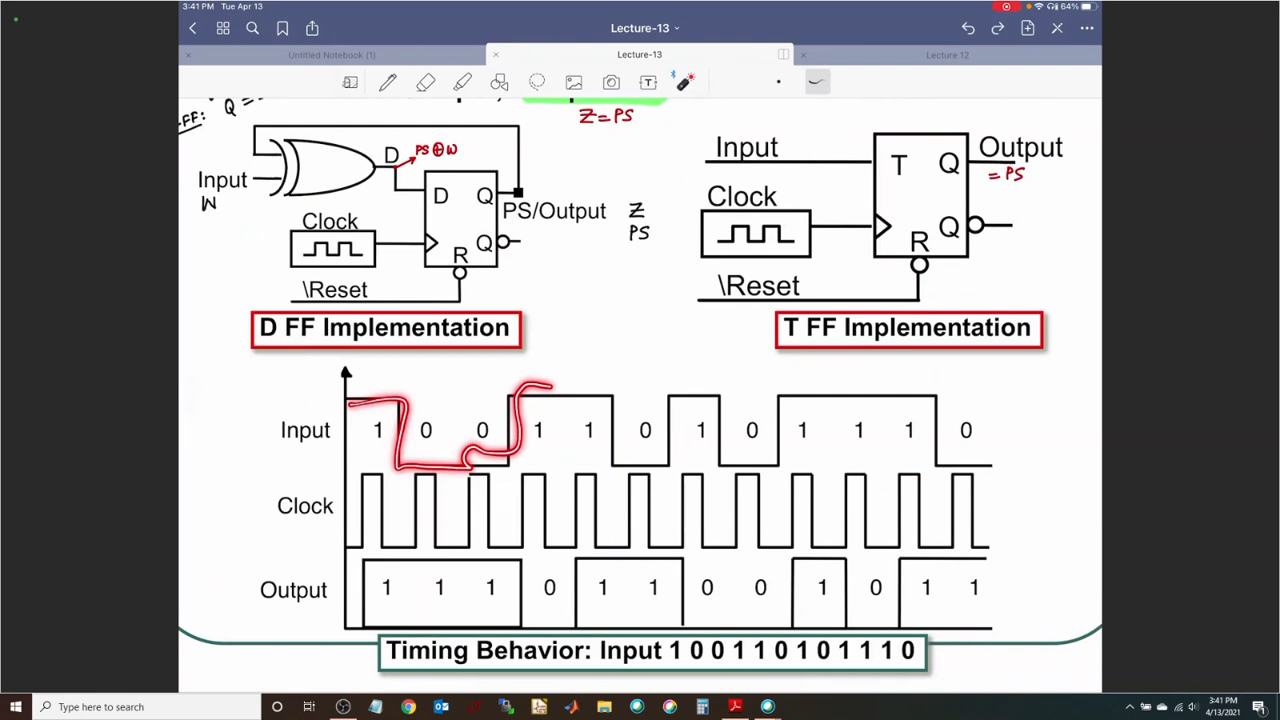 3:41 PM Tue Apr 13
64%
Lecture-13
Untitled Notebook (1)
Lecture-13
Lecture 12
FF:
Q =
Z = PS
D
PS ⊕ W
Input
W
D
Q
PS/Output
Z
PS
Clock
Q
R
\Reset
D FF Implementation
Input
T
Q
Output
= PS
Clock
Q
R
\Reset
T FF Implementation
Input 1 0 0 1 1 0 1 0 1 1 1 0
Clock
Output 1 1 1 0 1 1 0 0 1 0 1 1
Timing Behavior: Input 1 0 0 1 1 0 1 0 1 1 1 0
Type here to search
3:41 PM
4/13/2021